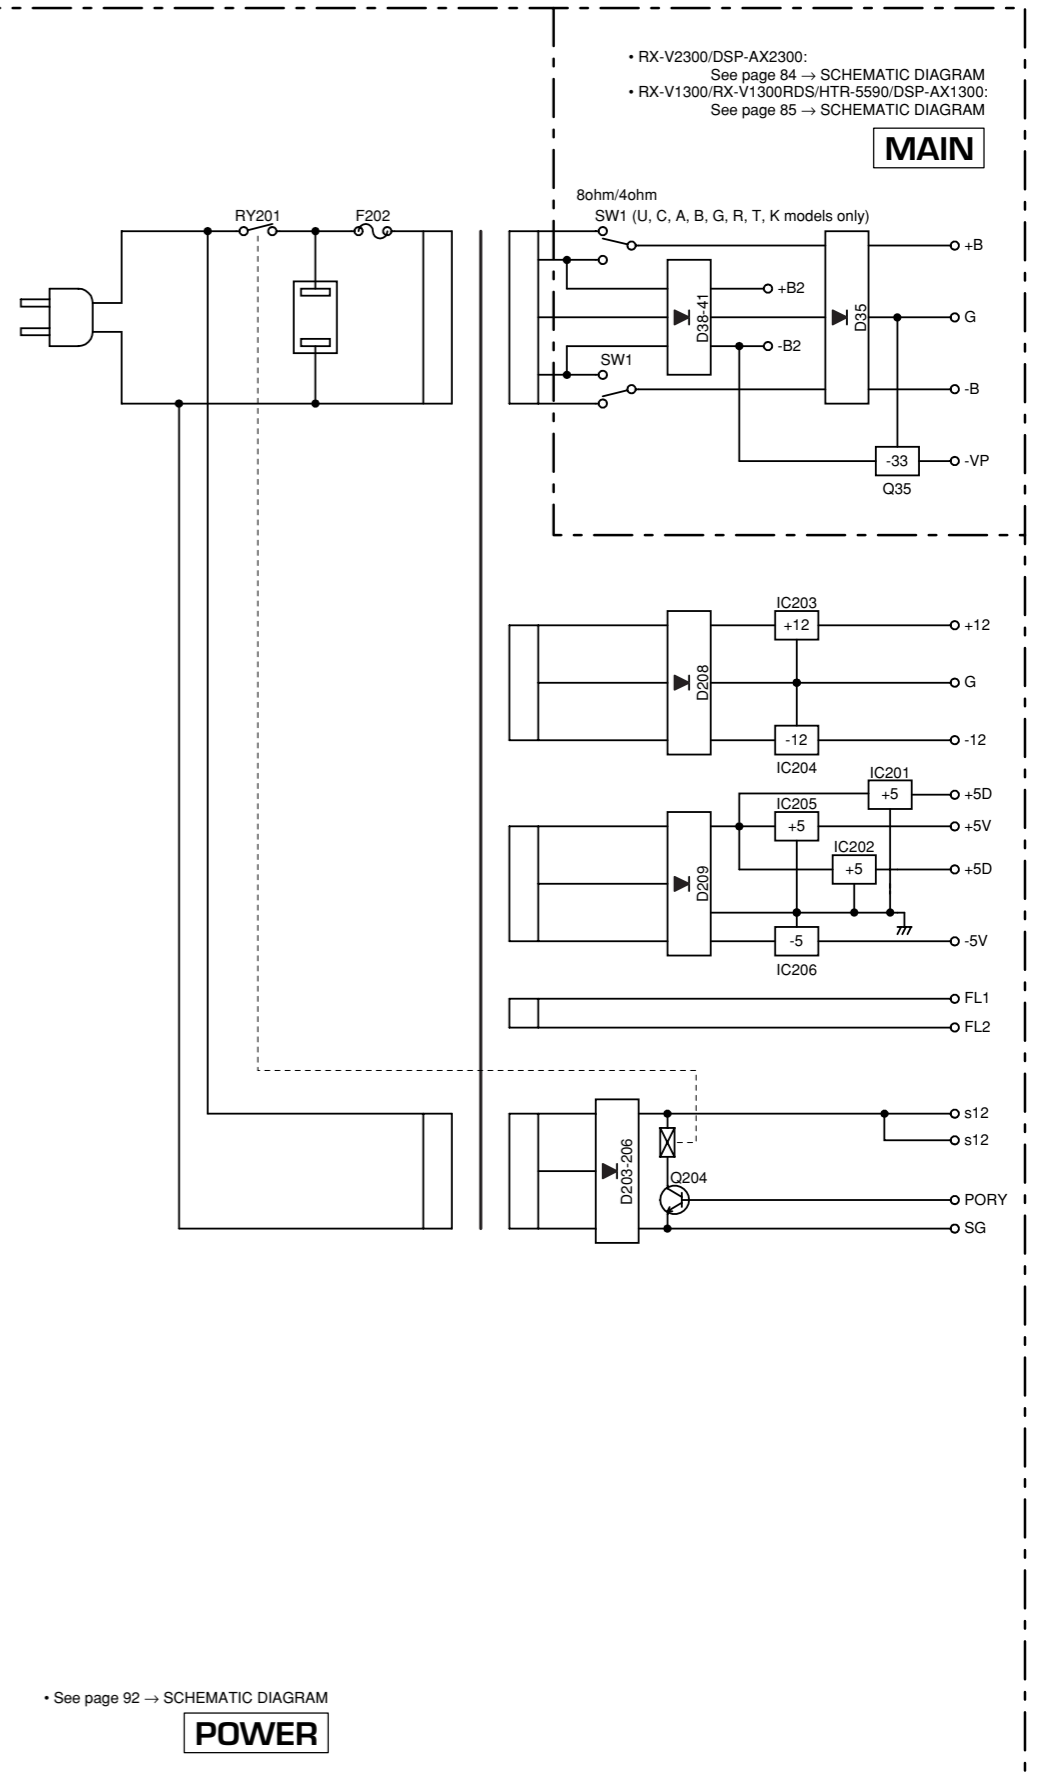 • RX-V2300/DSP-AX2300:
See page 84 → SCHEMATIC DIAGRAM
• RX-V1300/RX-V1300RDS/HTR-5590/DSP-AX1300:
See page 85 → SCHEMATIC DIAGRAM
MAIN
8ohm/4ohm
SW1 (U, C, A, B, G, R, T, K models only)
RY201
F202
+B
+B2
D38-41
D35
G
-B2
SW1
-B
-33
-VP
Q35
IC203
+12
+12
D208
G
-12
-12
IC204
IC201
+5
+5D
IC205
+5
+5V
IC202
+5
+5D
D209
-5
-5V
IC206
FL1
FL2
s12
s12
D203-206
Q204
PORY
SG
• See page 92 → SCHEMATIC DIAGRAM
POWER